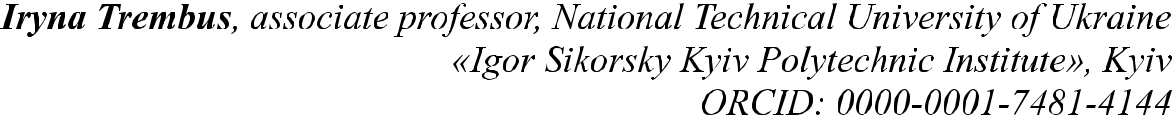 Iryna Trembus, associate professor, National Technical University of Ukraine
«Igor Sikorsky Kyiv Polytechnic Institute», Kyiv
ORCID: 0000-0001-7481-4144